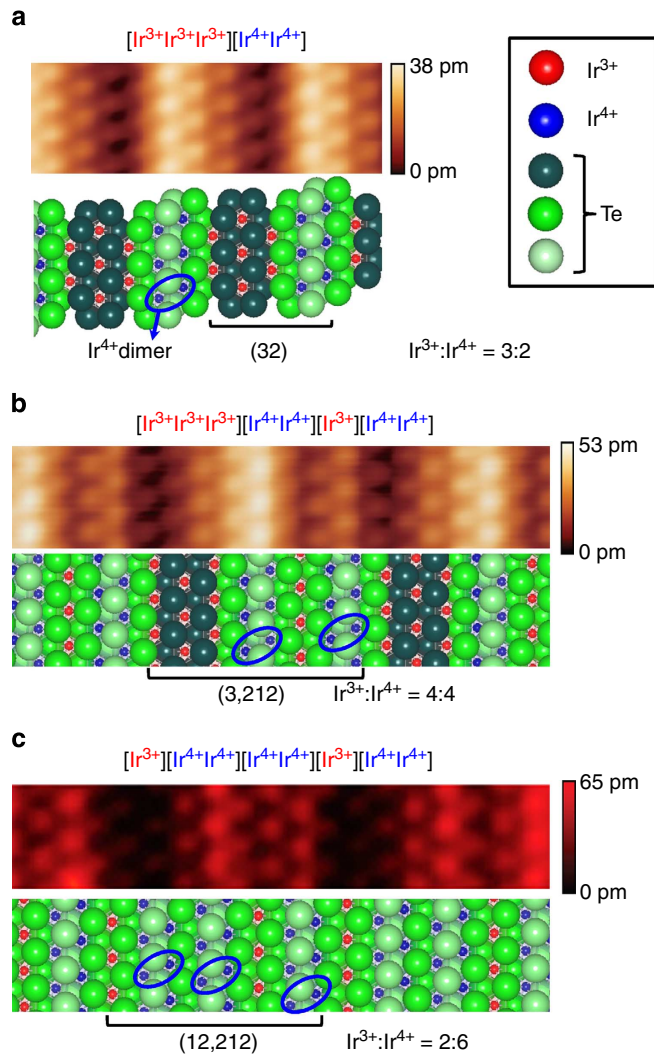 a
[Ir³⁺Ir³⁺Ir³⁺][Ir⁴⁺Ir⁴⁺]
38 pm
0 pm
Ir³⁺
Ir⁴⁺
Te
Ir⁴⁺dimer
(32)
Ir³⁺:Ir⁴⁺ = 3:2
b
[Ir³⁺Ir³⁺Ir³⁺][Ir⁴⁺Ir⁴⁺][Ir³⁺][Ir⁴⁺Ir⁴⁺]
53 pm
0 pm
(3,212)
Ir³⁺:Ir⁴⁺ = 4:4
c
[Ir³⁺][Ir⁴⁺Ir⁴⁺][Ir⁴⁺Ir⁴⁺][Ir³⁺][Ir⁴⁺Ir⁴⁺]
65 pm
0 pm
(12,212)
Ir³⁺:Ir⁴⁺ = 2:6